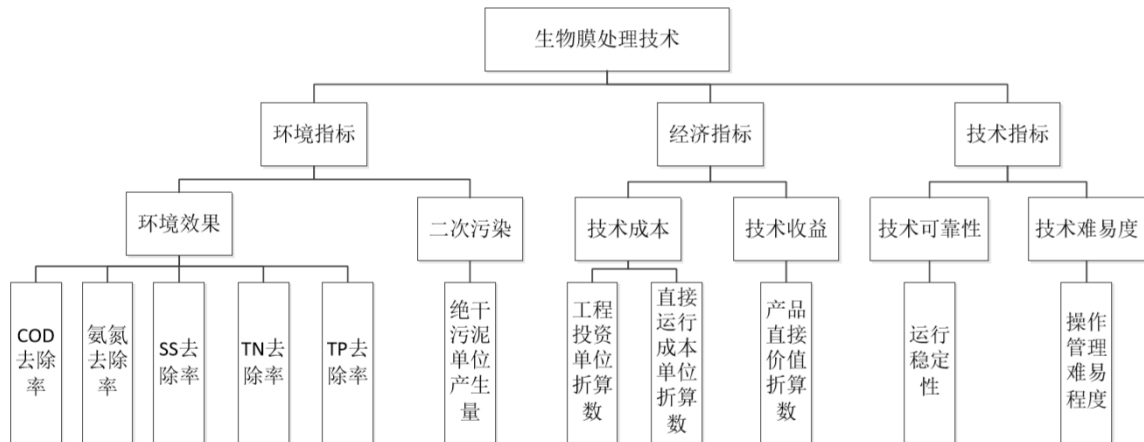 生物膜处理技术
环境指标
经济指标
技术指标
环境效果
二次污染
技术成本
技术收益
技术可靠性
技术难易度
COD
去除
率
氨氮
去除
率
SS去
除率
TN去
除率
TP去
除率
绝干
污泥
单位
产生
量
工程
投资
单位
折算
数
直接
运行
成本
单位
折算
数
产品
直接
价值
折算
数
运行
稳定
性
操作
管理
难易
程度